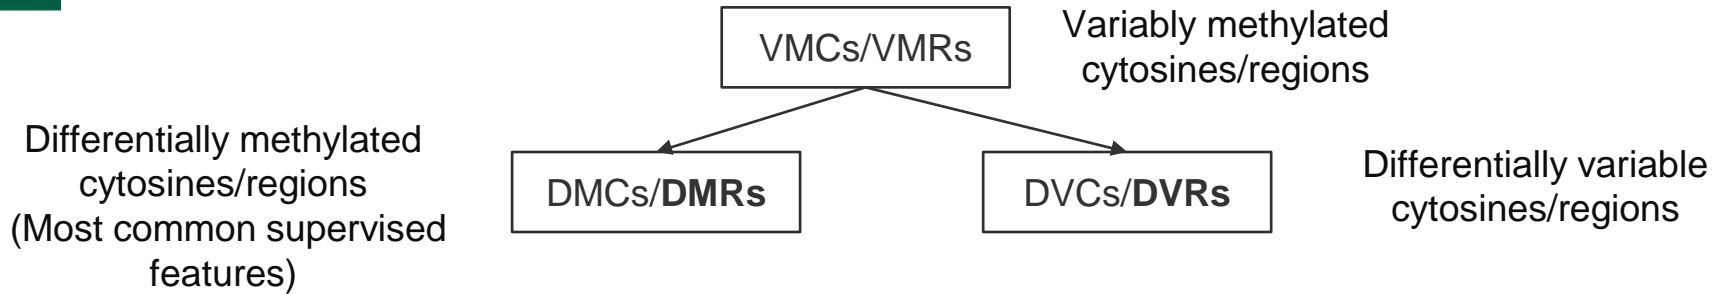 VMCs/VMRs
Variably methylated
cytosines/regions
Differentially methylated
cytosines/regions
(Most common supervised
features)
DMCs/DMRs
DVCs/DVRs
Differentially variable
cytosines/regions